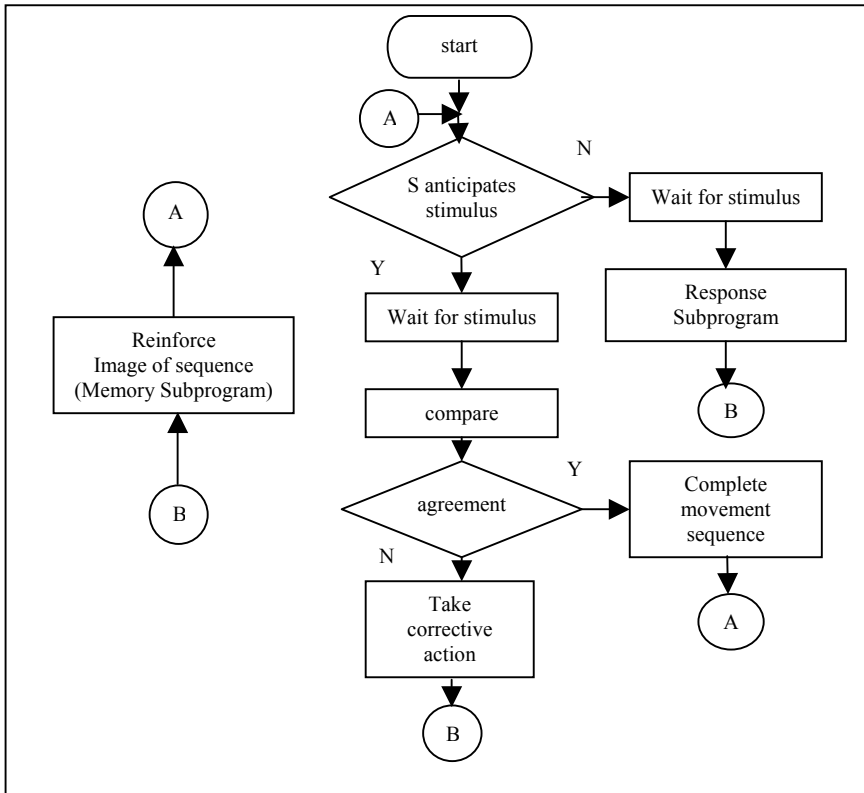 start
A
N
S anticipates
stimulus
Wait for stimulus
A
Y
Response
Subprogram
Wait for stimulus
Reinforce
Image of sequence
(Memory Subprogram)
B
compare
Y
Complete
movement
sequence
agreement
B
N
Take
corrective
action
A
B